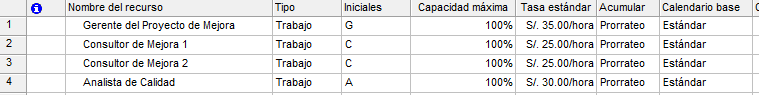 Nombre del recurso Tipo Iniciales Capacidad máxima Tasa estándar Acumular Calendario base
1 Gerente del Proyecto de Mejora Trabajo G 100% S/. 35.00/hora Prorrateo Estándar
2 Consultor de Mejora 1 Trabajo C 100% S/. 25.00/hora Prorrateo Estándar
3 Consultor de Mejora 2 Trabajo C 100% S/. 25.00/hora Prorrateo Estándar
4 Analista de Calidad Trabajo A 100% S/. 30.00/hora Prorrateo Estándar